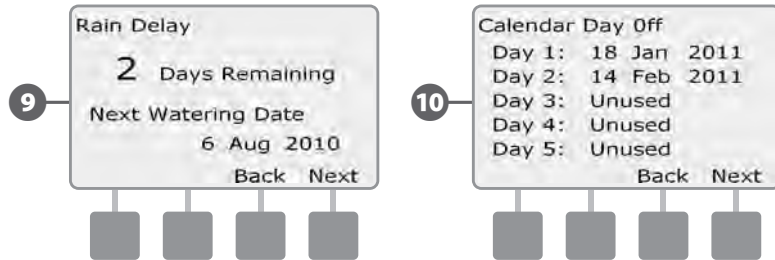 9
Rain Delay
2 Days Remaining
Next Watering Date
6 Aug 2010
Back Next
10
Calendar Day Off
Day 1: 18 Jan 2011
Day 2: 14 Feb 2011
Day 3: Unused
Day 4: Unused
Day 5: Unused
Back Next